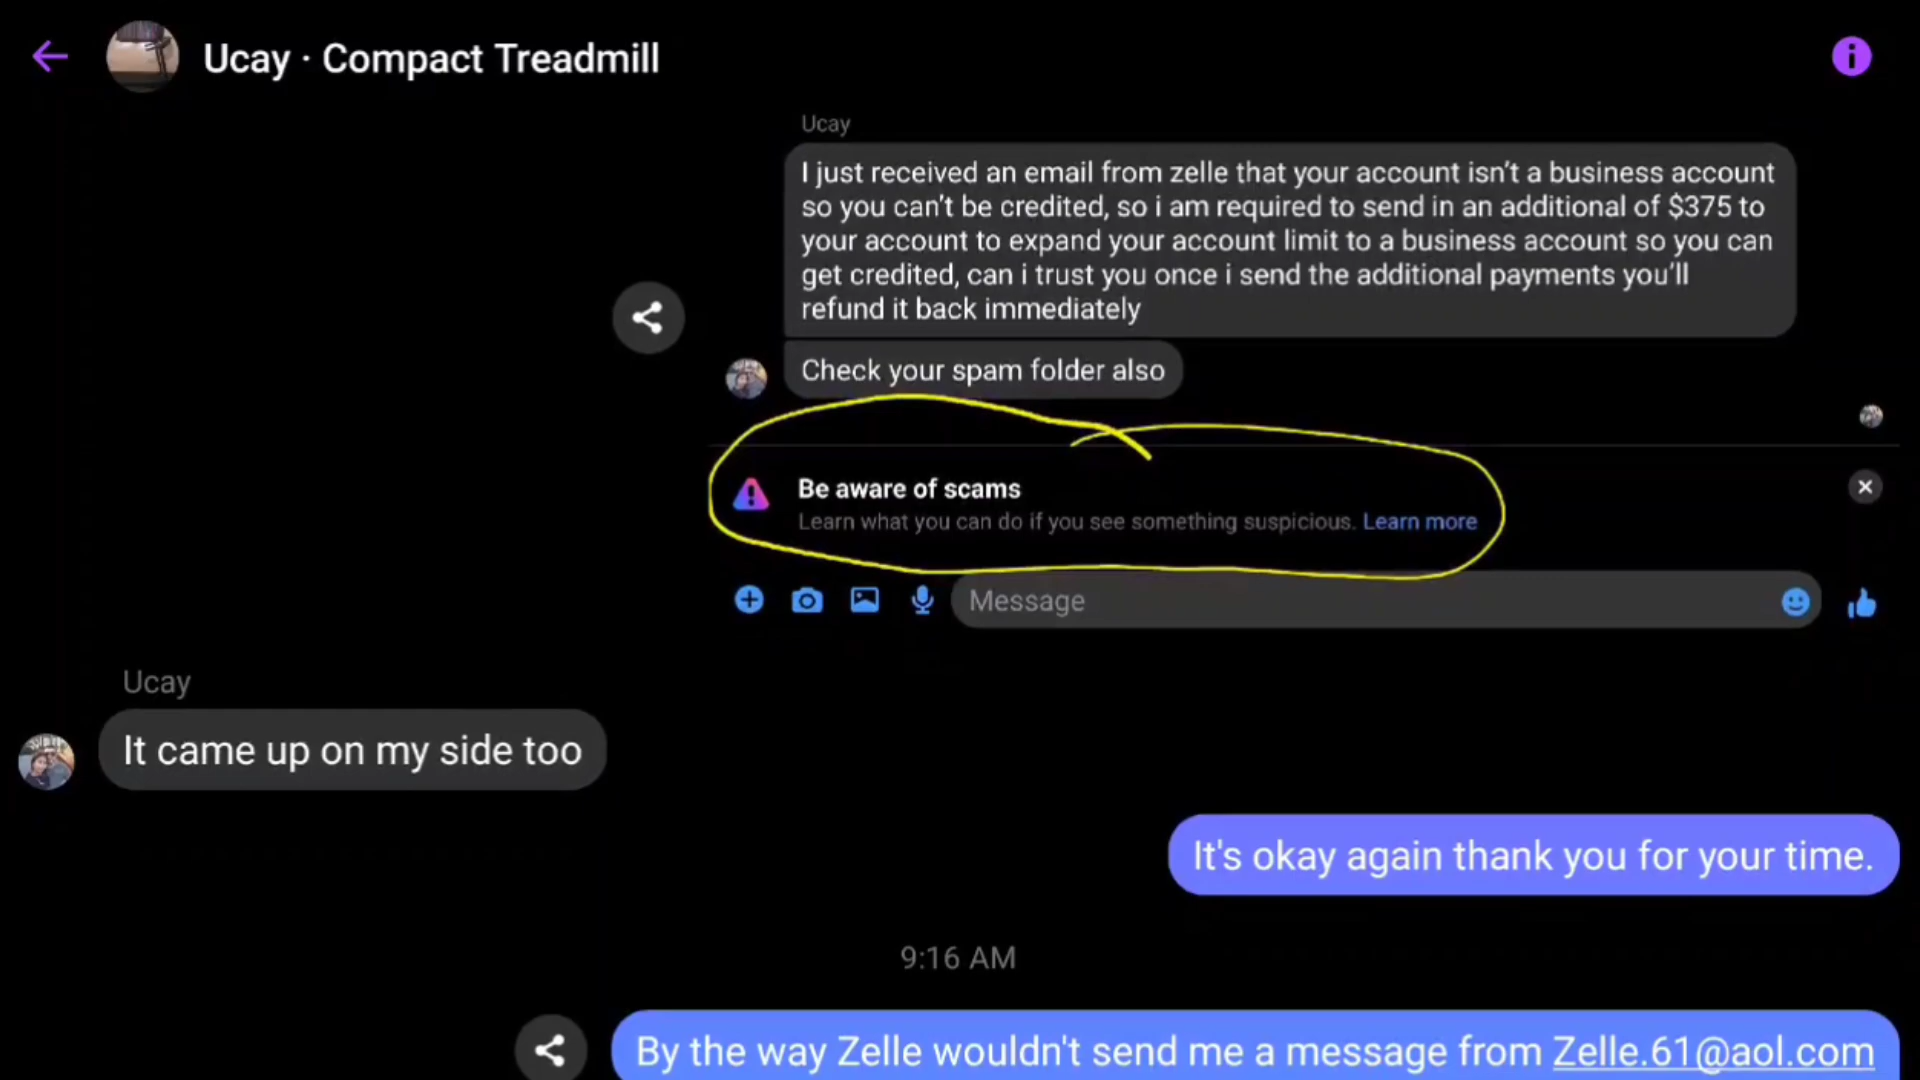 Ucay · Compact Treadmill
Ucay
I just received an email from zelle that your account isn't a business account
so you can't be credited, so i am required to send in an additional of $375 to
your account to expand your account limit to a business account so you can
get credited, can i trust you once i send the additional payments you'll
refund it back immediately
Check your spam folder also
Be aware of scams
Learn what you can do if you see something suspicious. Learn more
Message
Ucay
It came up on my side too
It's okay again thank you for your time.
9:16 AM
By the way Zelle wouldn't send me a message from Zelle.61@aol.com